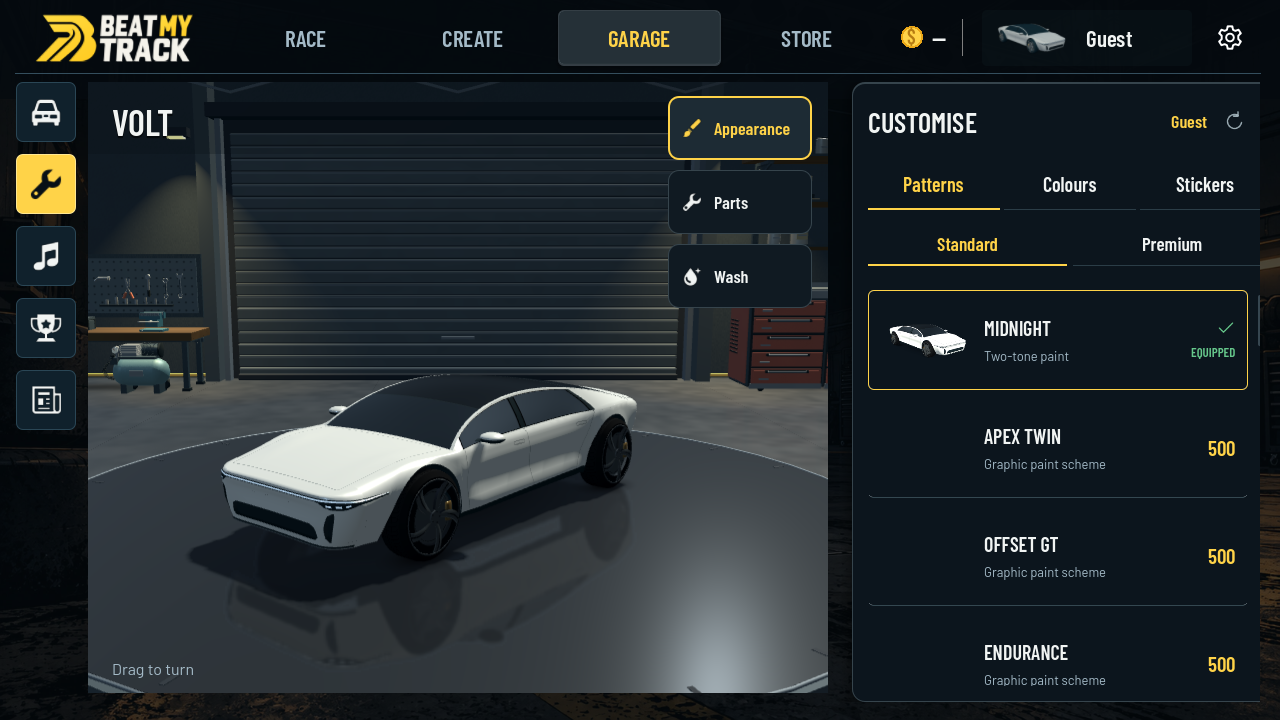 BEAT MY
TRACK
RACE
CREATE
GARAGE
STORE
$ –
Guest
VOLT_
Appearance
Parts
Wash
Drag to turn
CUSTOMISE
Guest
Patterns
Colours
Stickers
Standard
Premium
MIDNIGHT
Two-tone paint
EQUIPPED
APEX TWIN
Graphic paint scheme
500
OFFSET GT
Graphic paint scheme
500
ENDURANCE
Graphic paint scheme
500